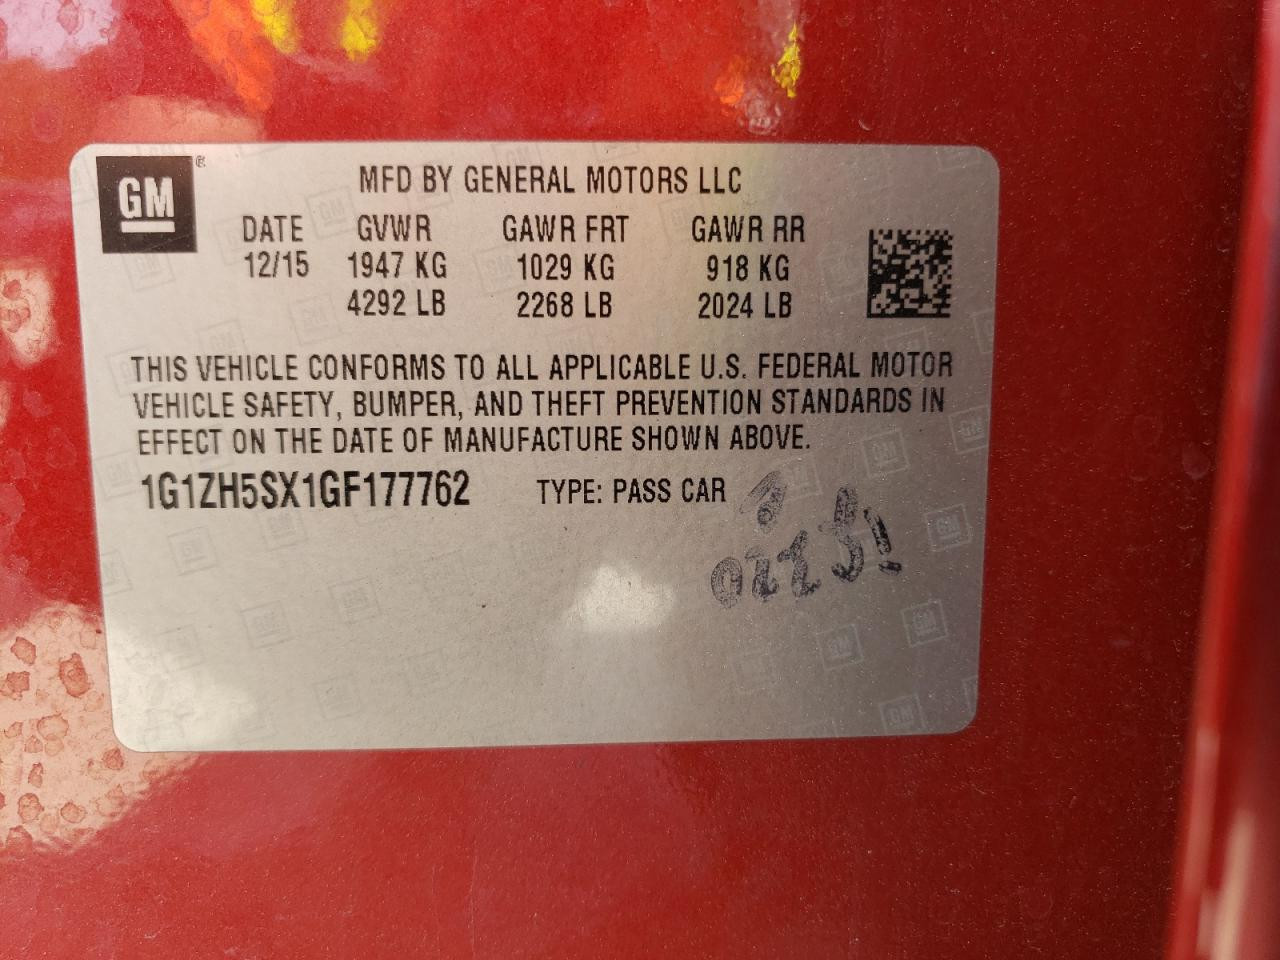 GM ®
MFD BY GENERAL MOTORS LLC
DATE GVWR GAWR FRT GAWR RR
12/15 1947 KG 1029 KG 918 KG
4292 LB 2268 LB 2024 LB
THIS VEHICLE CONFORMS TO ALL APPLICABLE U.S. FEDERAL MOTOR
VEHICLE SAFETY, BUMPER, AND THEFT PREVENTION STANDARDS IN
EFFECT ON THE DATE OF MANUFACTURE SHOWN ABOVE.
1G1ZH5SX1GF177762 TYPE: PASS CAR